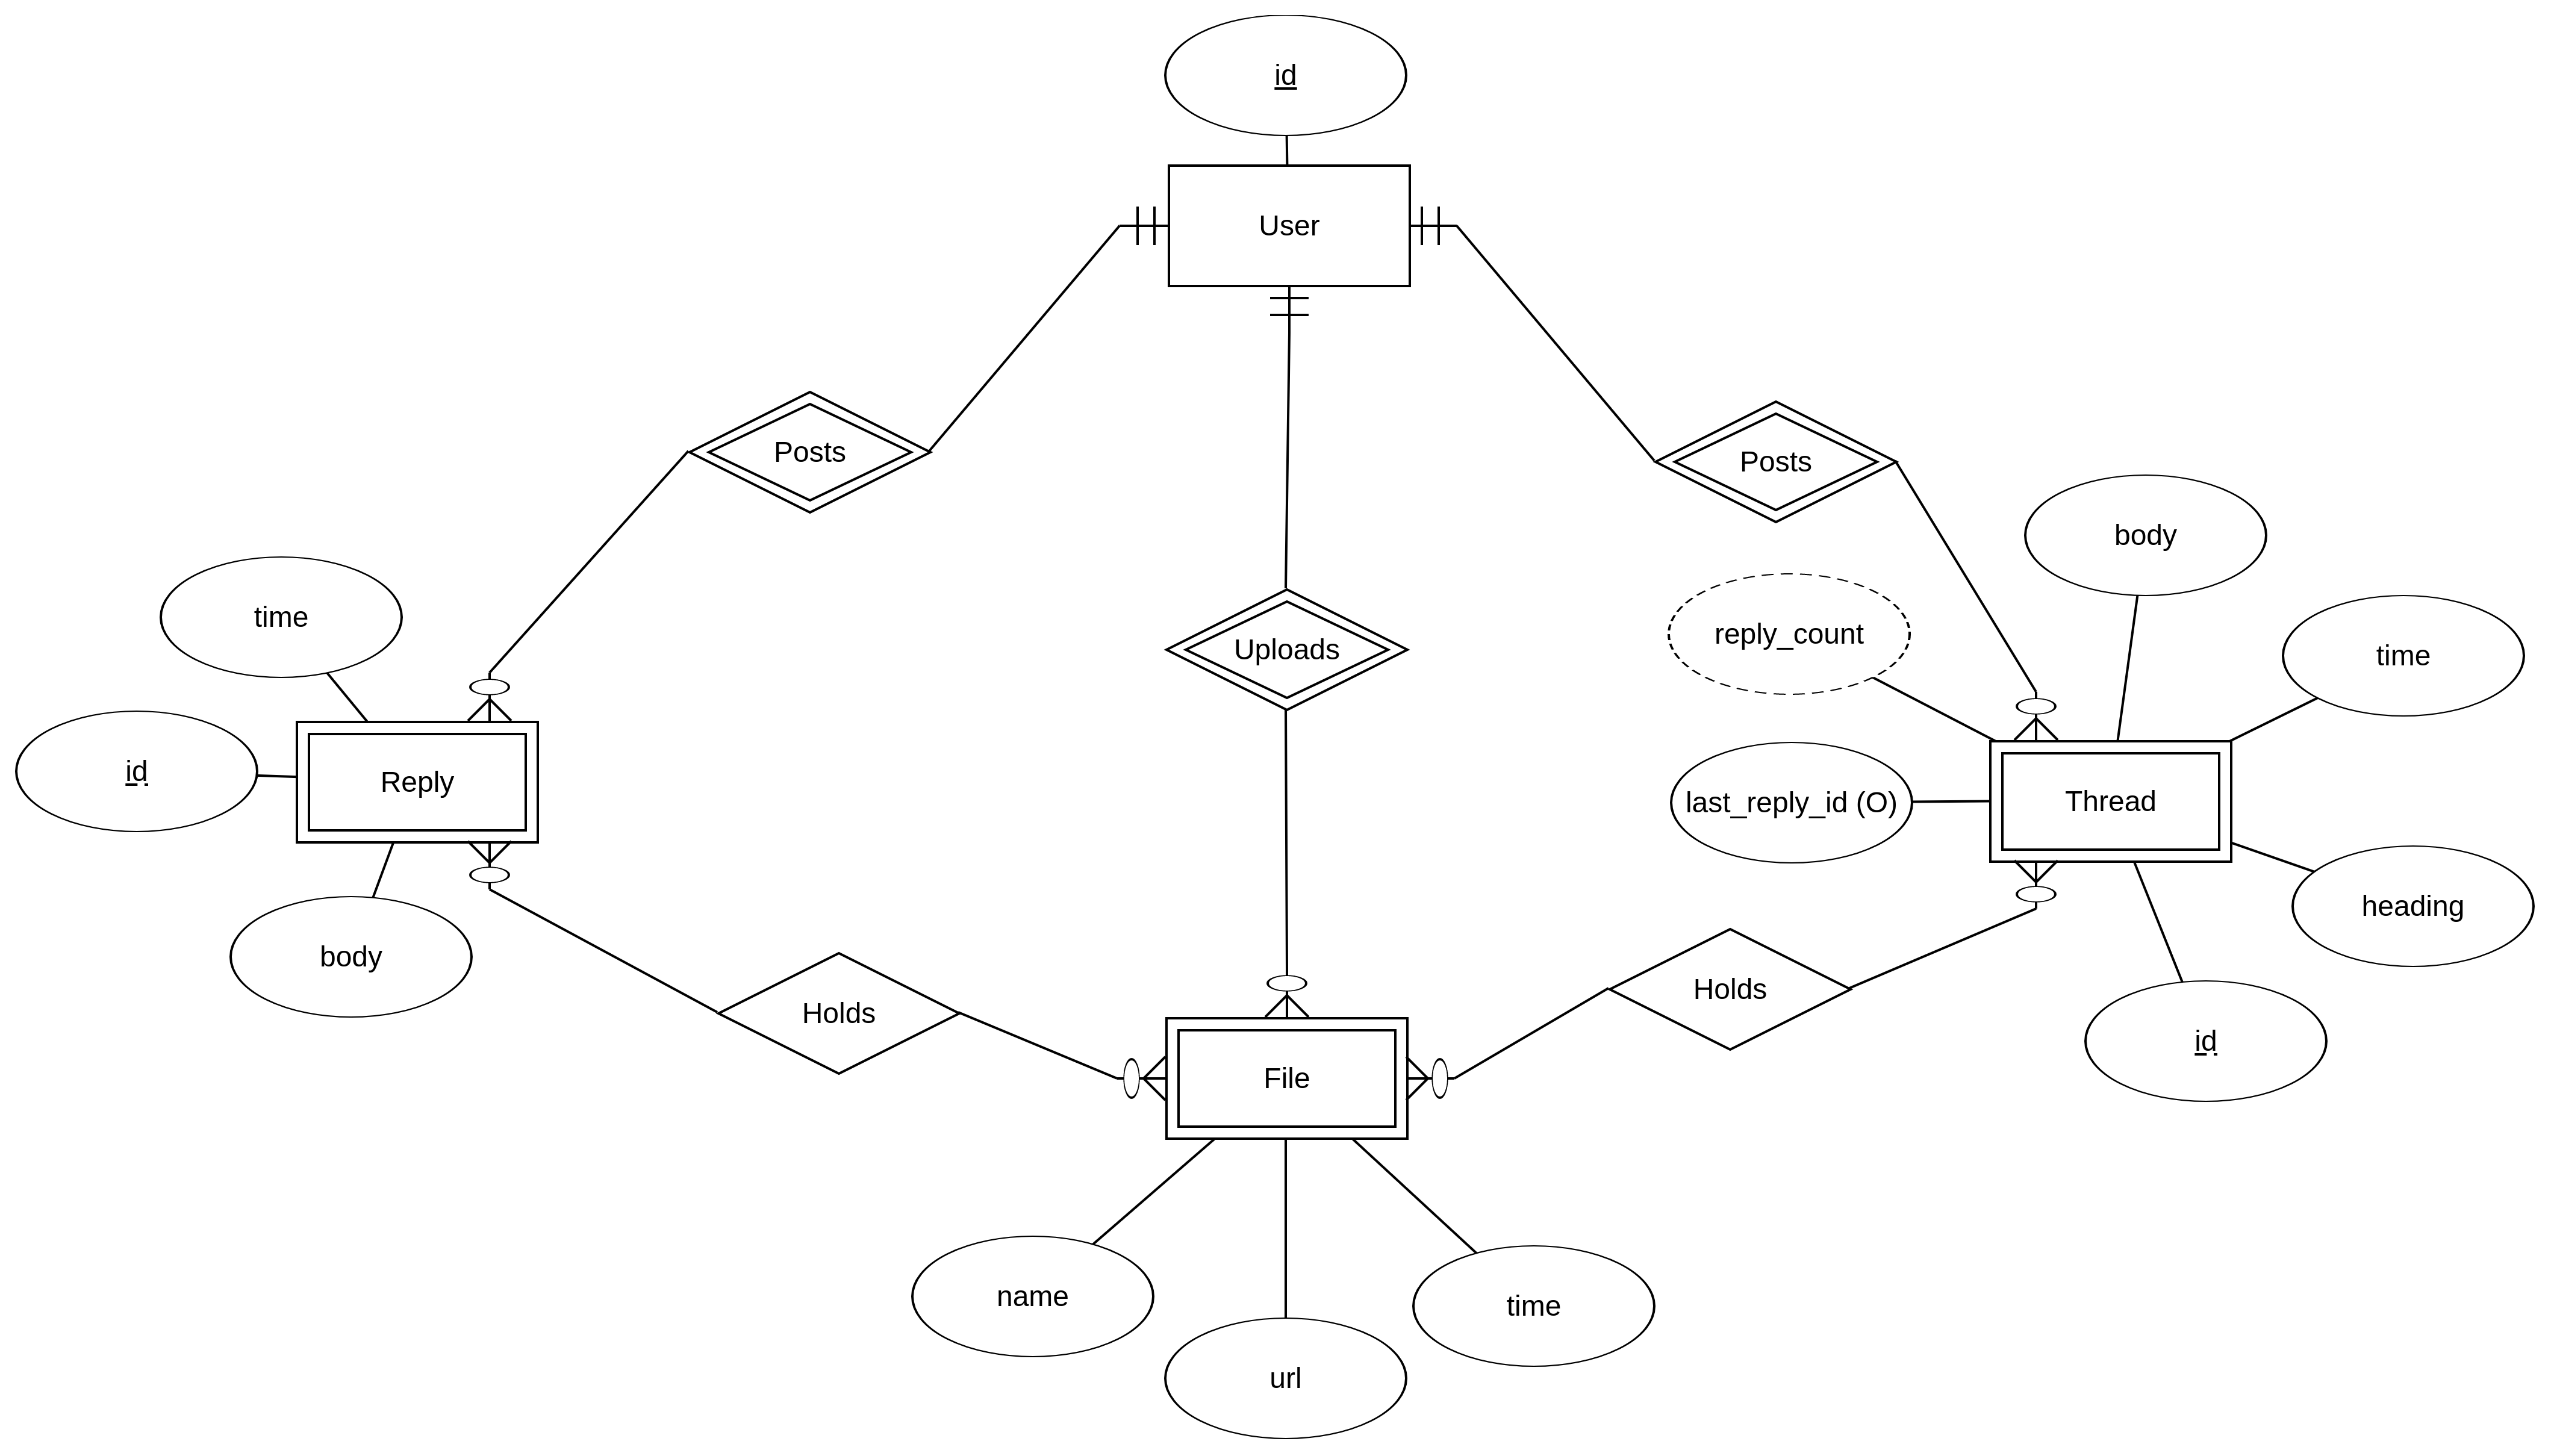 id
User
Posts
Posts
body
time
reply_count
Uploads
time
id
Reply
last_reply_id (O)
Thread
heading
body
Holds
Holds
id
File
name
time
url